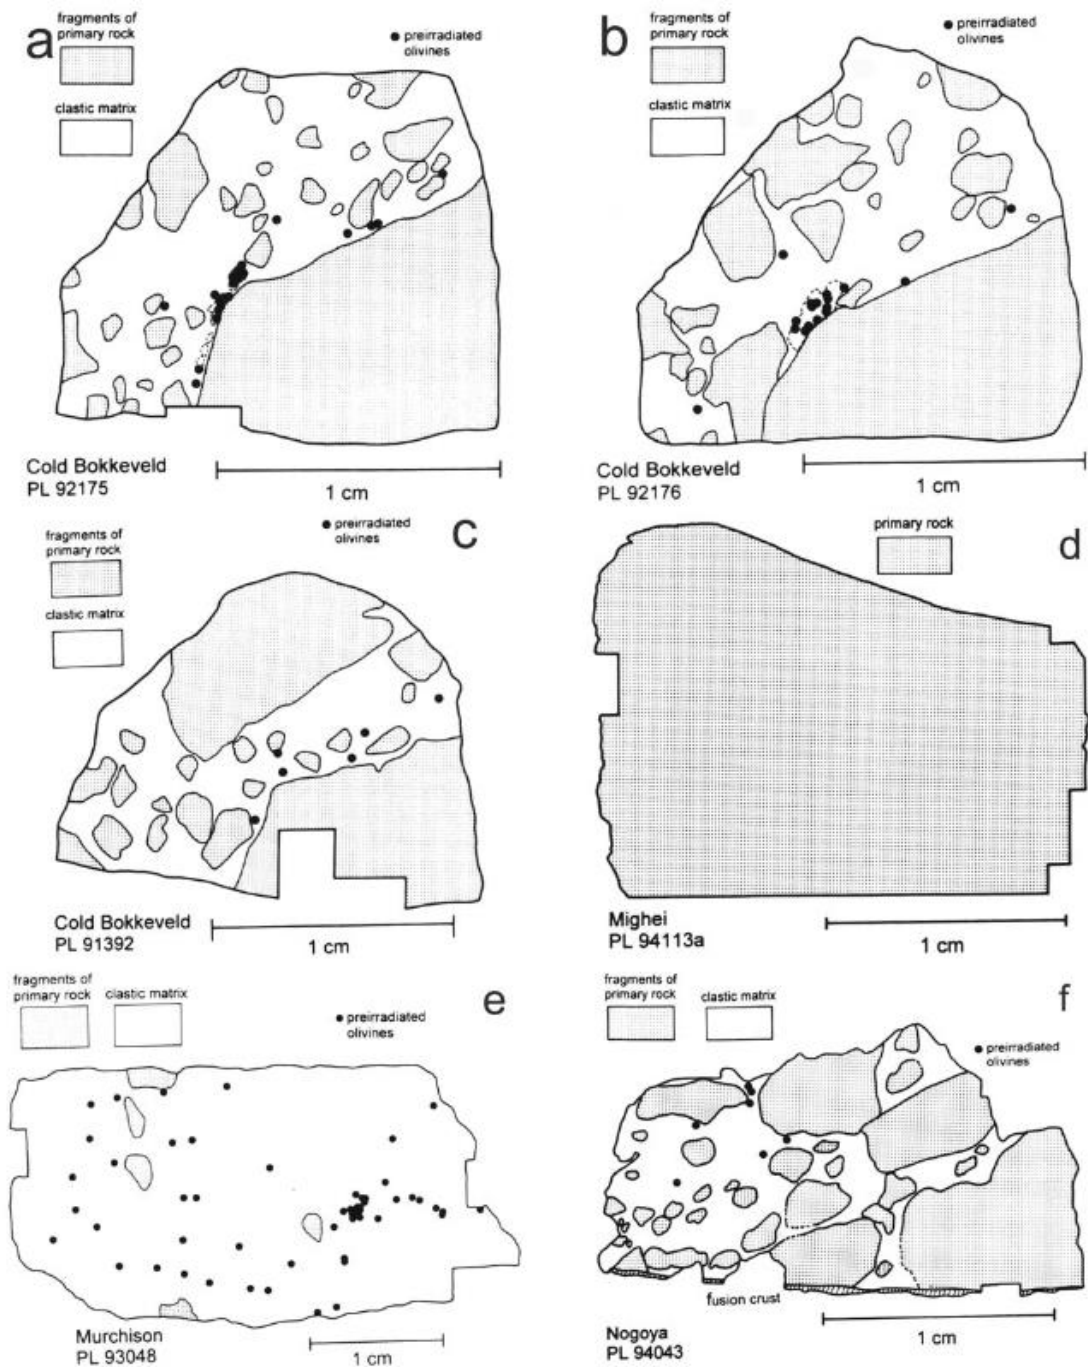 a
fragments of
primary rock
preirradiated
olivines
clastic matrix
Cold Bokkeveld
PL 92175
1 cm
b
fragments of
primary rock
preirradiated
olivines
clastic matrix
Cold Bokkeveld
PL 92176
1 cm
c
fragments of
primary rock
preirradiated
olivines
clastic matrix
Cold Bokkeveld
PL 91392
1 cm
d
primary rock
Mighei
PL 94113a
1 cm
e
fragments of
primary rock
clastic matrix
preirradiated
olivines
Murchison
PL 93048
1 cm
f
fragments of
primary rock
clastic matrix
preirradiated
olivines
fusion crust
Nogoya
PL 94043
1 cm